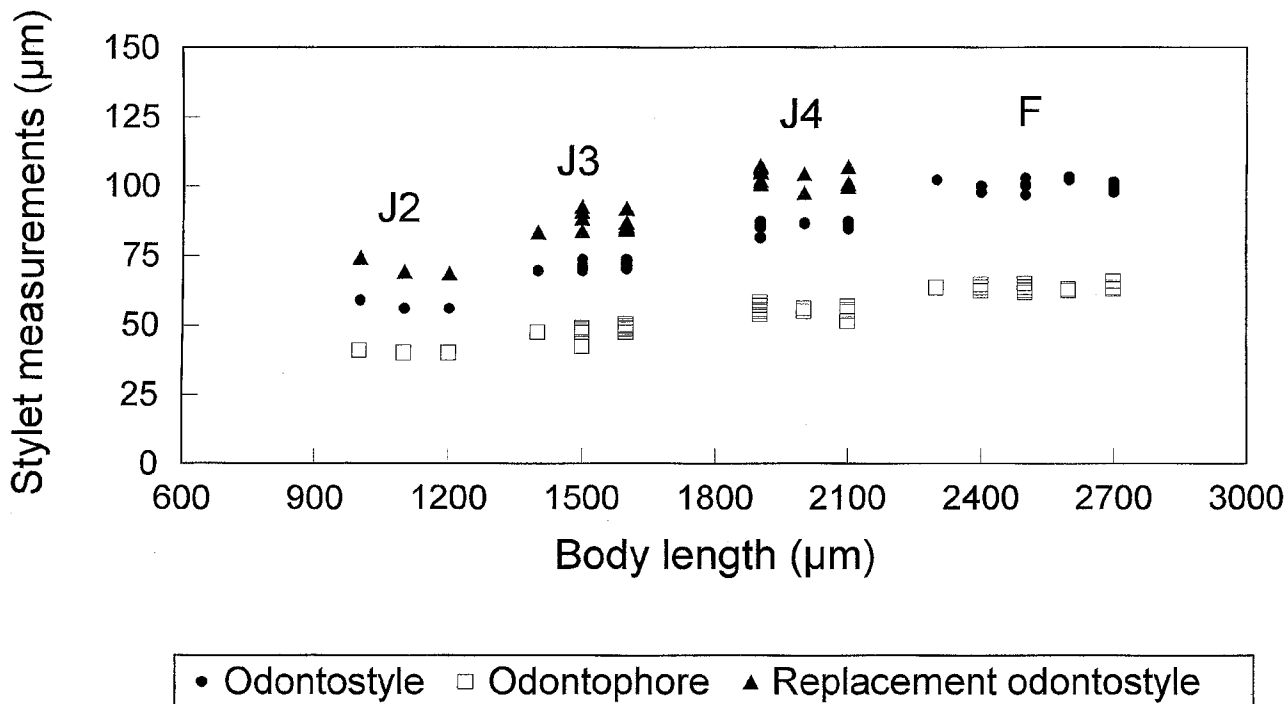 Stylet measurements (µm)
150
125
100
75
50
25
0
J2
J3
J4
F
600 900 1200 1500 1800 2100 2400 2700 3000
Body length (µm)
Odontostyle Odontophore Replacement odontostyle